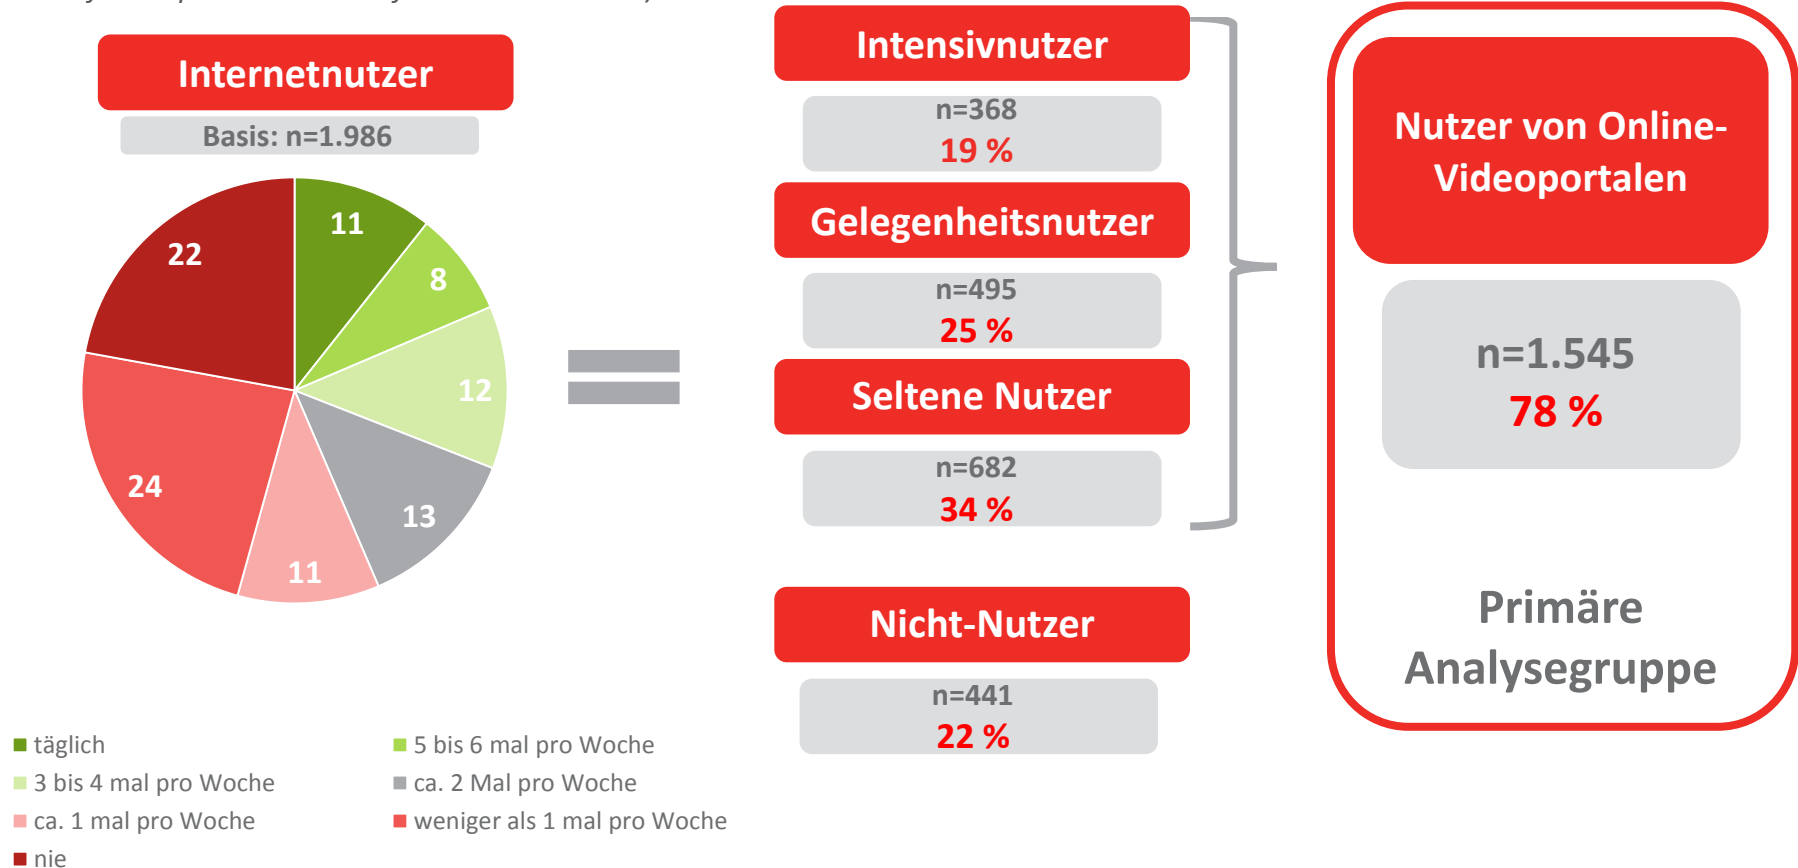 Internetnutzer
Basis: n=1.986
11
8
12
13
11
24
22
täglich
5 bis 6 mal pro Woche
3 bis 4 mal pro Woche
ca. 2 Mal pro Woche
ca. 1 mal pro Woche
weniger als 1 mal pro Woche
nie
Intensivnutzer
n=368
19 %
Gelegenheitsnutzer
n=495
25 %
Seltene Nutzer
n=682
34 %
Nicht-Nutzer
n=441
22 %
Nutzer von Online-
Videoportalen
n=1.545
78 %
Primäre
Analysegruppe